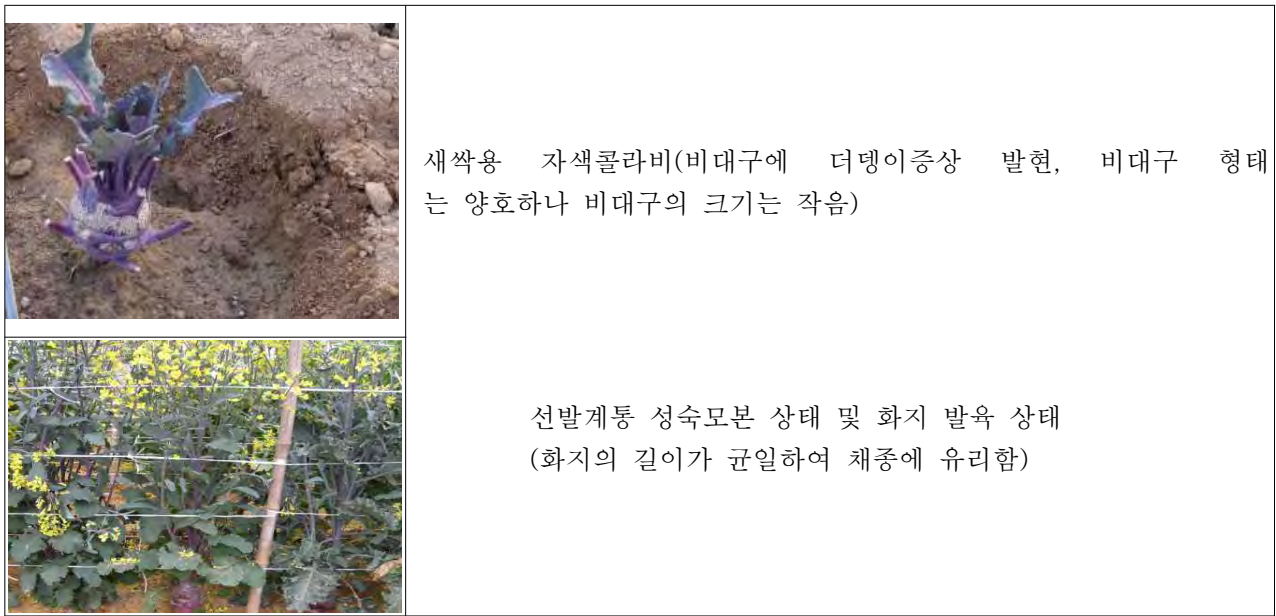 새싹용 자색콜라비(비대구에 더뎅이증상 발현, 비대구 형태
는 양호하나 비대구의 크기는 작음)
선발계통 성숙모본 상태 및 화지 발육 상태
(화지의 길이가 균일하여 채종에 유리함)